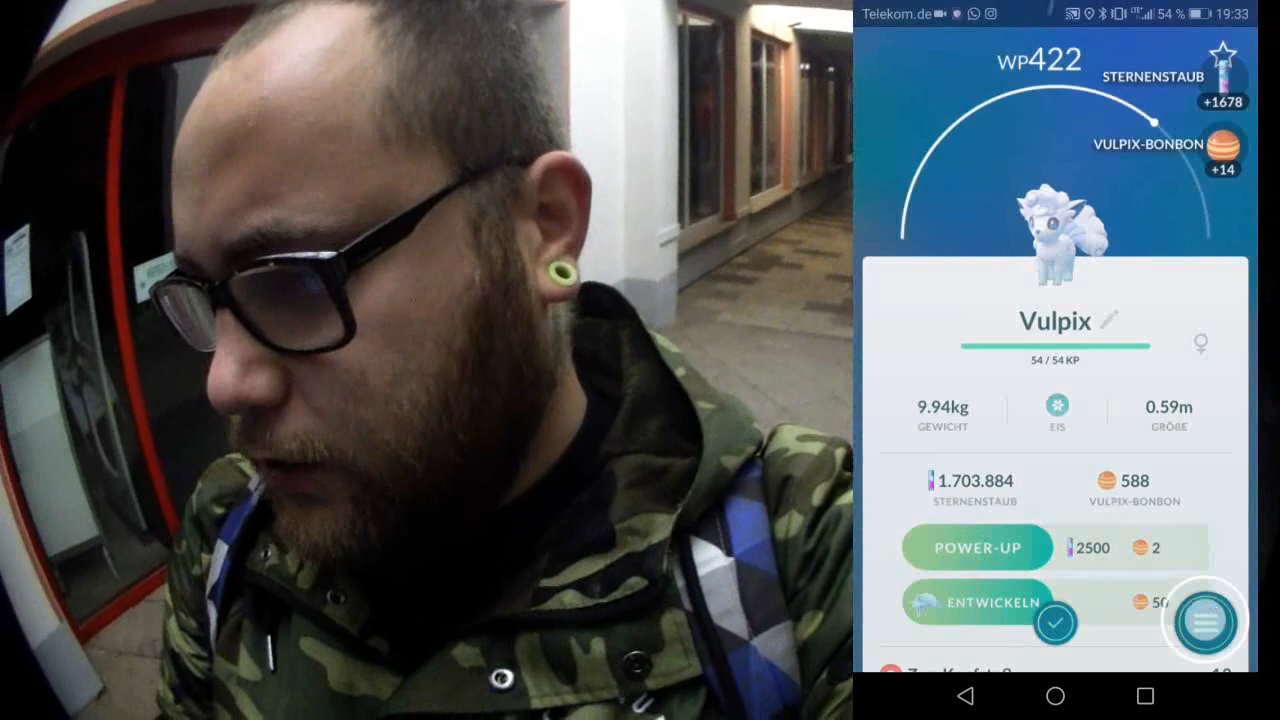 Telekom.de 54 % 19:33
WP422
STERNENSTAUB
+1678
VULPIX-BONBON
+14
Vulpix
54 / 54 KP
9.94kg
GEWICHT
EIS
0.59m
GRÖßE
1.703.884
STERNENSTAUB
588
VULPIX-BONBON
POWER-UP 2500 2
ENTWICKELN 50